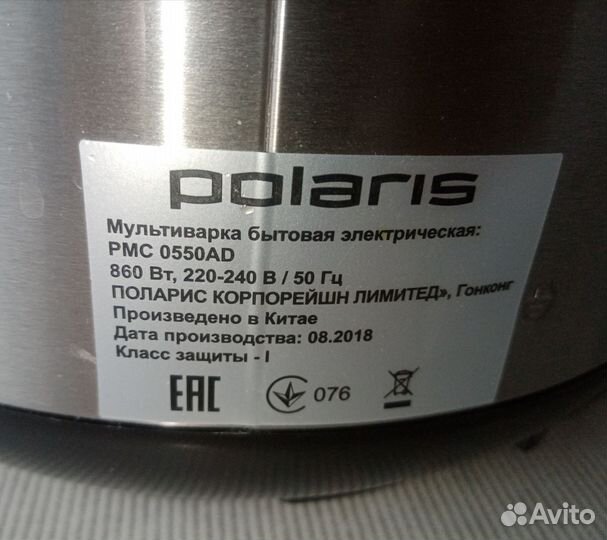 polaris
Мультиварка бытовая электрическая:
PMC 0550AD
860 Вт, 220-240 В / 50 Гц
ПОЛАРИС КОРПОРЕЙШН ЛИМИТЕД», Гонконг
Произведено в Китае
Дата производства: 08.2018
Класс защиты - I
EAC 076
Avito